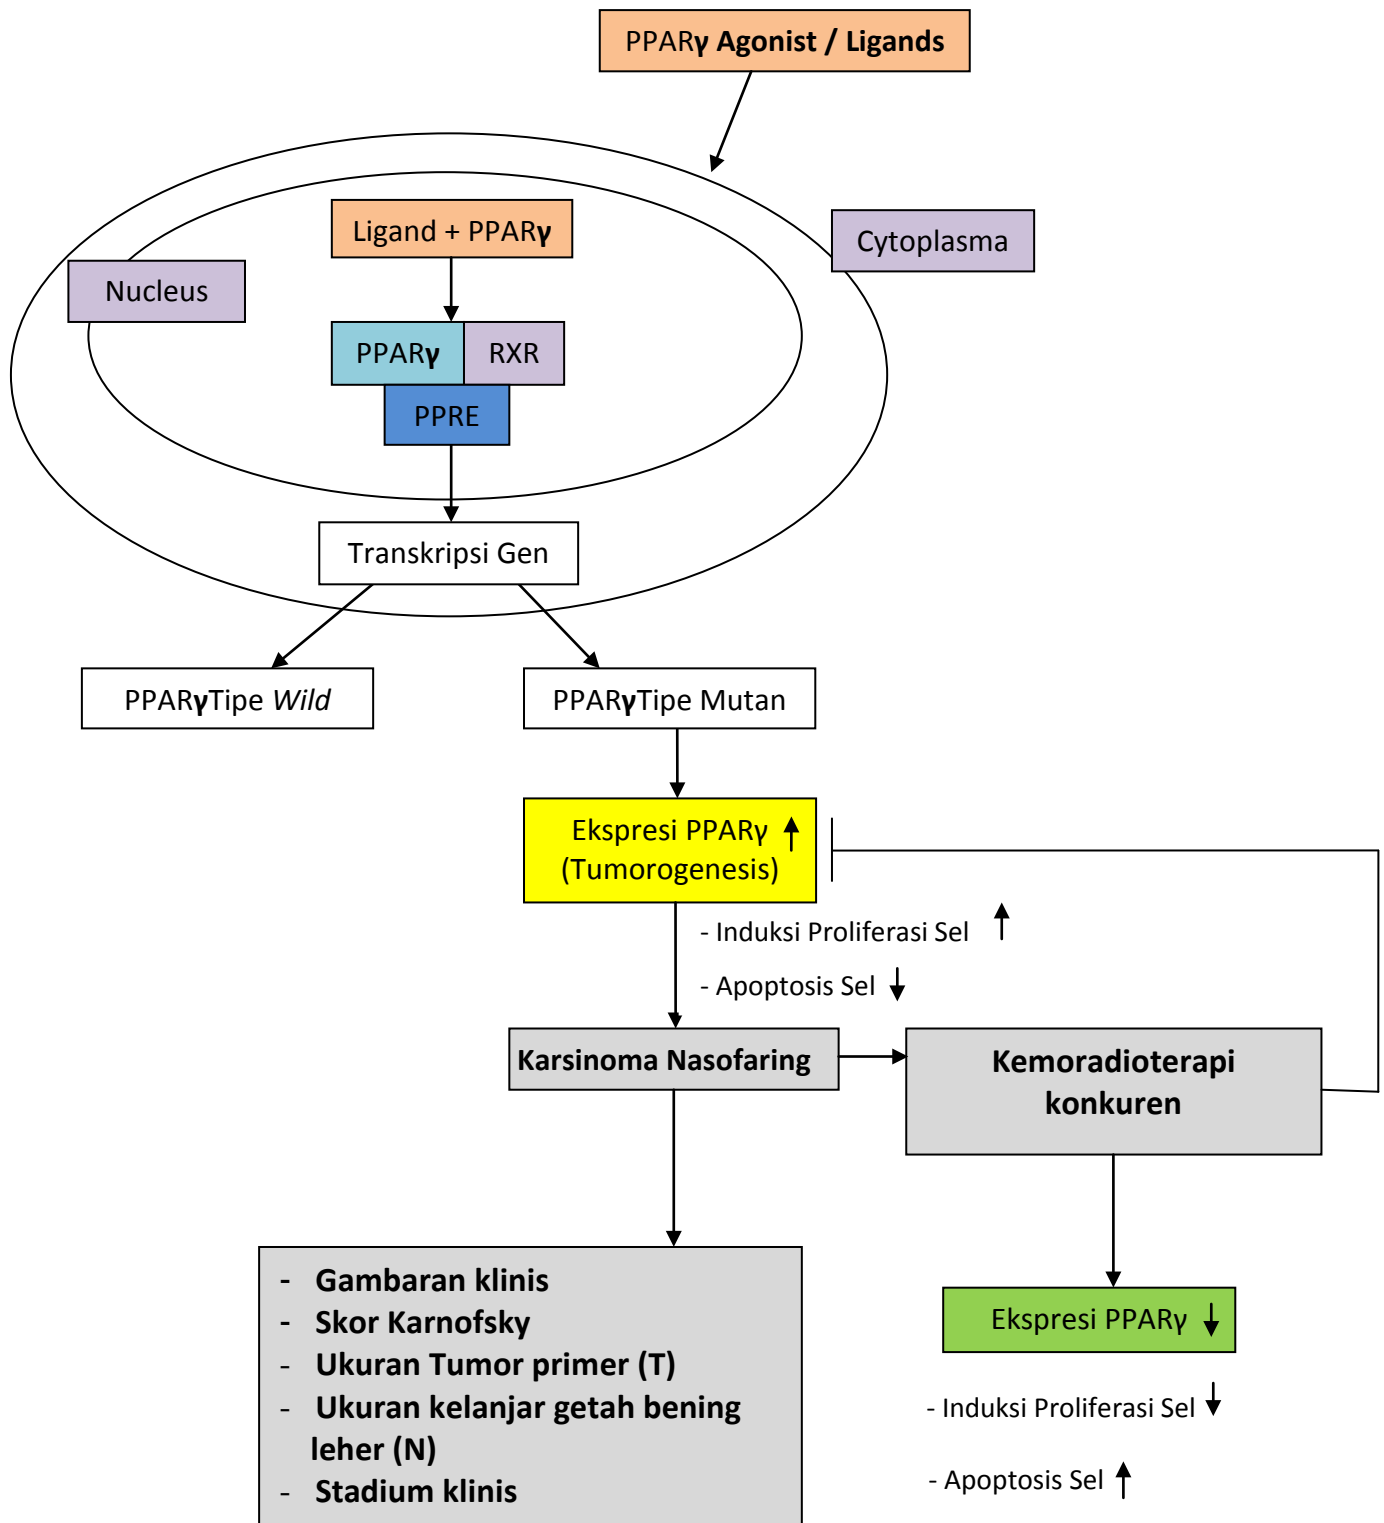 PPARγ Agonist / Ligands
Ligand + PPARγ
Cytoplasma
Nucleus
PPARγ
RXR
PPRE
Transkripsi Gen
PPARγTipe Wild
PPARγTipe Mutan
Ekspresi PPARγ ↑
(Tumorogenesis)
- Induksi Proliferasi Sel ↑
- Apoptosis Sel ↓
Karsinoma Nasofaring
Kemoradioterapi
konkuren
- Gambaran klinis
- Skor Karnofsky
- Ukuran Tumor primer (T)
- Ukuran kelanjar getah bening
leher (N)
- Stadium klinis
Ekspresi PPARγ ↓
- Induksi Proliferasi Sel ↓
- Apoptosis Sel ↑